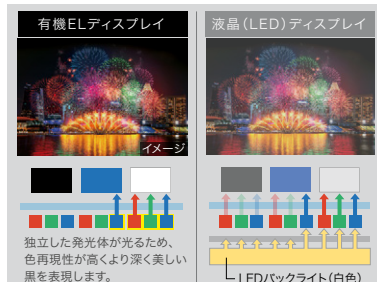 有機ELディスプレイ
液晶(LED)ディスプレイ
イメージ
独立した発光体が光るため、
色再現性が高くより深く美しい
黒を表現します。
LEDバックライト(白色)